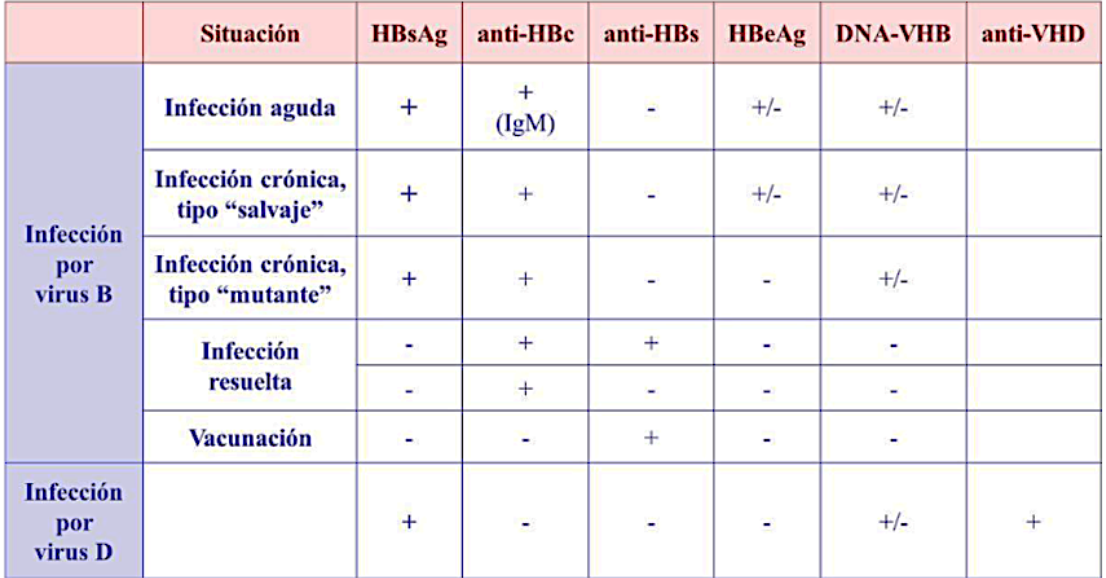 Situación HBsAg anti-HBc anti-HBs HBeAg DNA-VHB anti-VHD
Infección por virus B
Infección aguda + + (IgM) - +/- +/-
Infección crónica, tipo “salvaje” + + - +/- +/-
Infección crónica, tipo “mutante” + + - - +/-
Infección resuelta - + + - -
- + - - -
Vacunación - - + - -
Infección por virus D + - - - +/- +